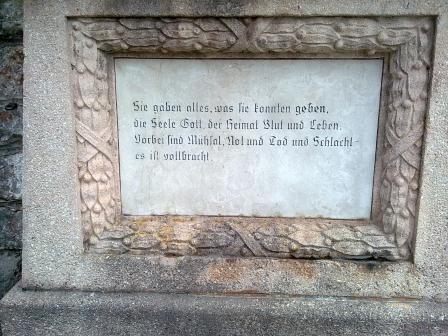 Sie gaben alles, was sie konnten geben,
die Seele Gott, der Heimat Blut und Leben.
Vorbei sind Mühsal, Not und Tod und Schlacht-
es ist vollbracht.